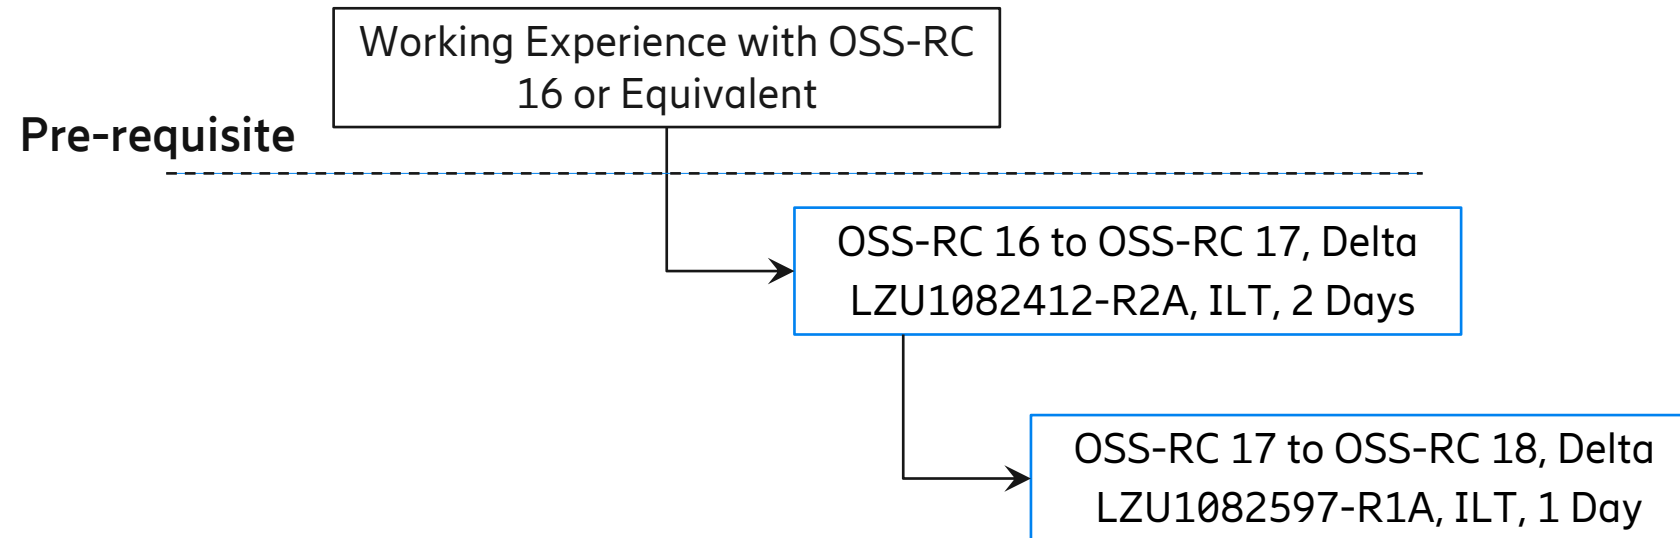 Working Experience with OSS-RC
16 or Equivalent
Pre-requisite
OSS-RC 16 to OSS-RC 17, Delta
LZU1082412-R2A, ILT, 2 Days
OSS-RC 17 to OSS-RC 18, Delta
LZU1082597-R1A, ILT, 1 Day